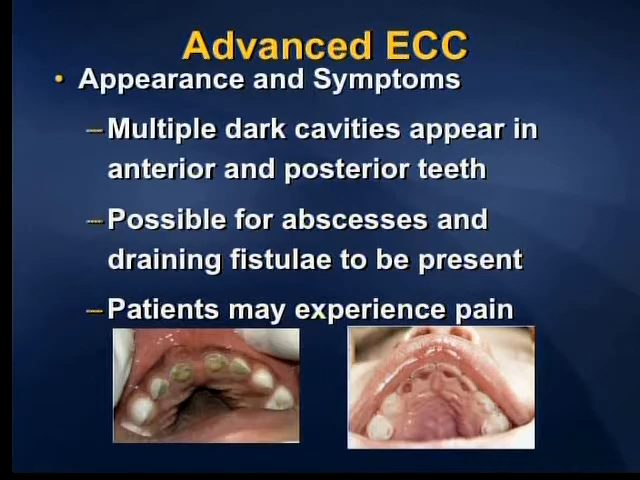 Advanced ECC
• Appearance and Symptoms
– Multiple dark cavities appear in
anterior and posterior teeth
– Possible for abscesses and
draining fistulae to be present
– Patients may experience pain